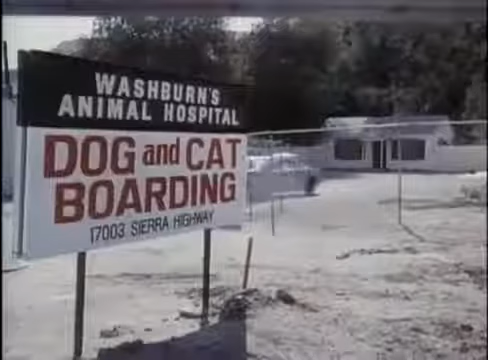 WASHBURN'S
ANIMAL HOSPITAL
DOG and CAT
BOARDING
17003 SIERRA HIGHWAY